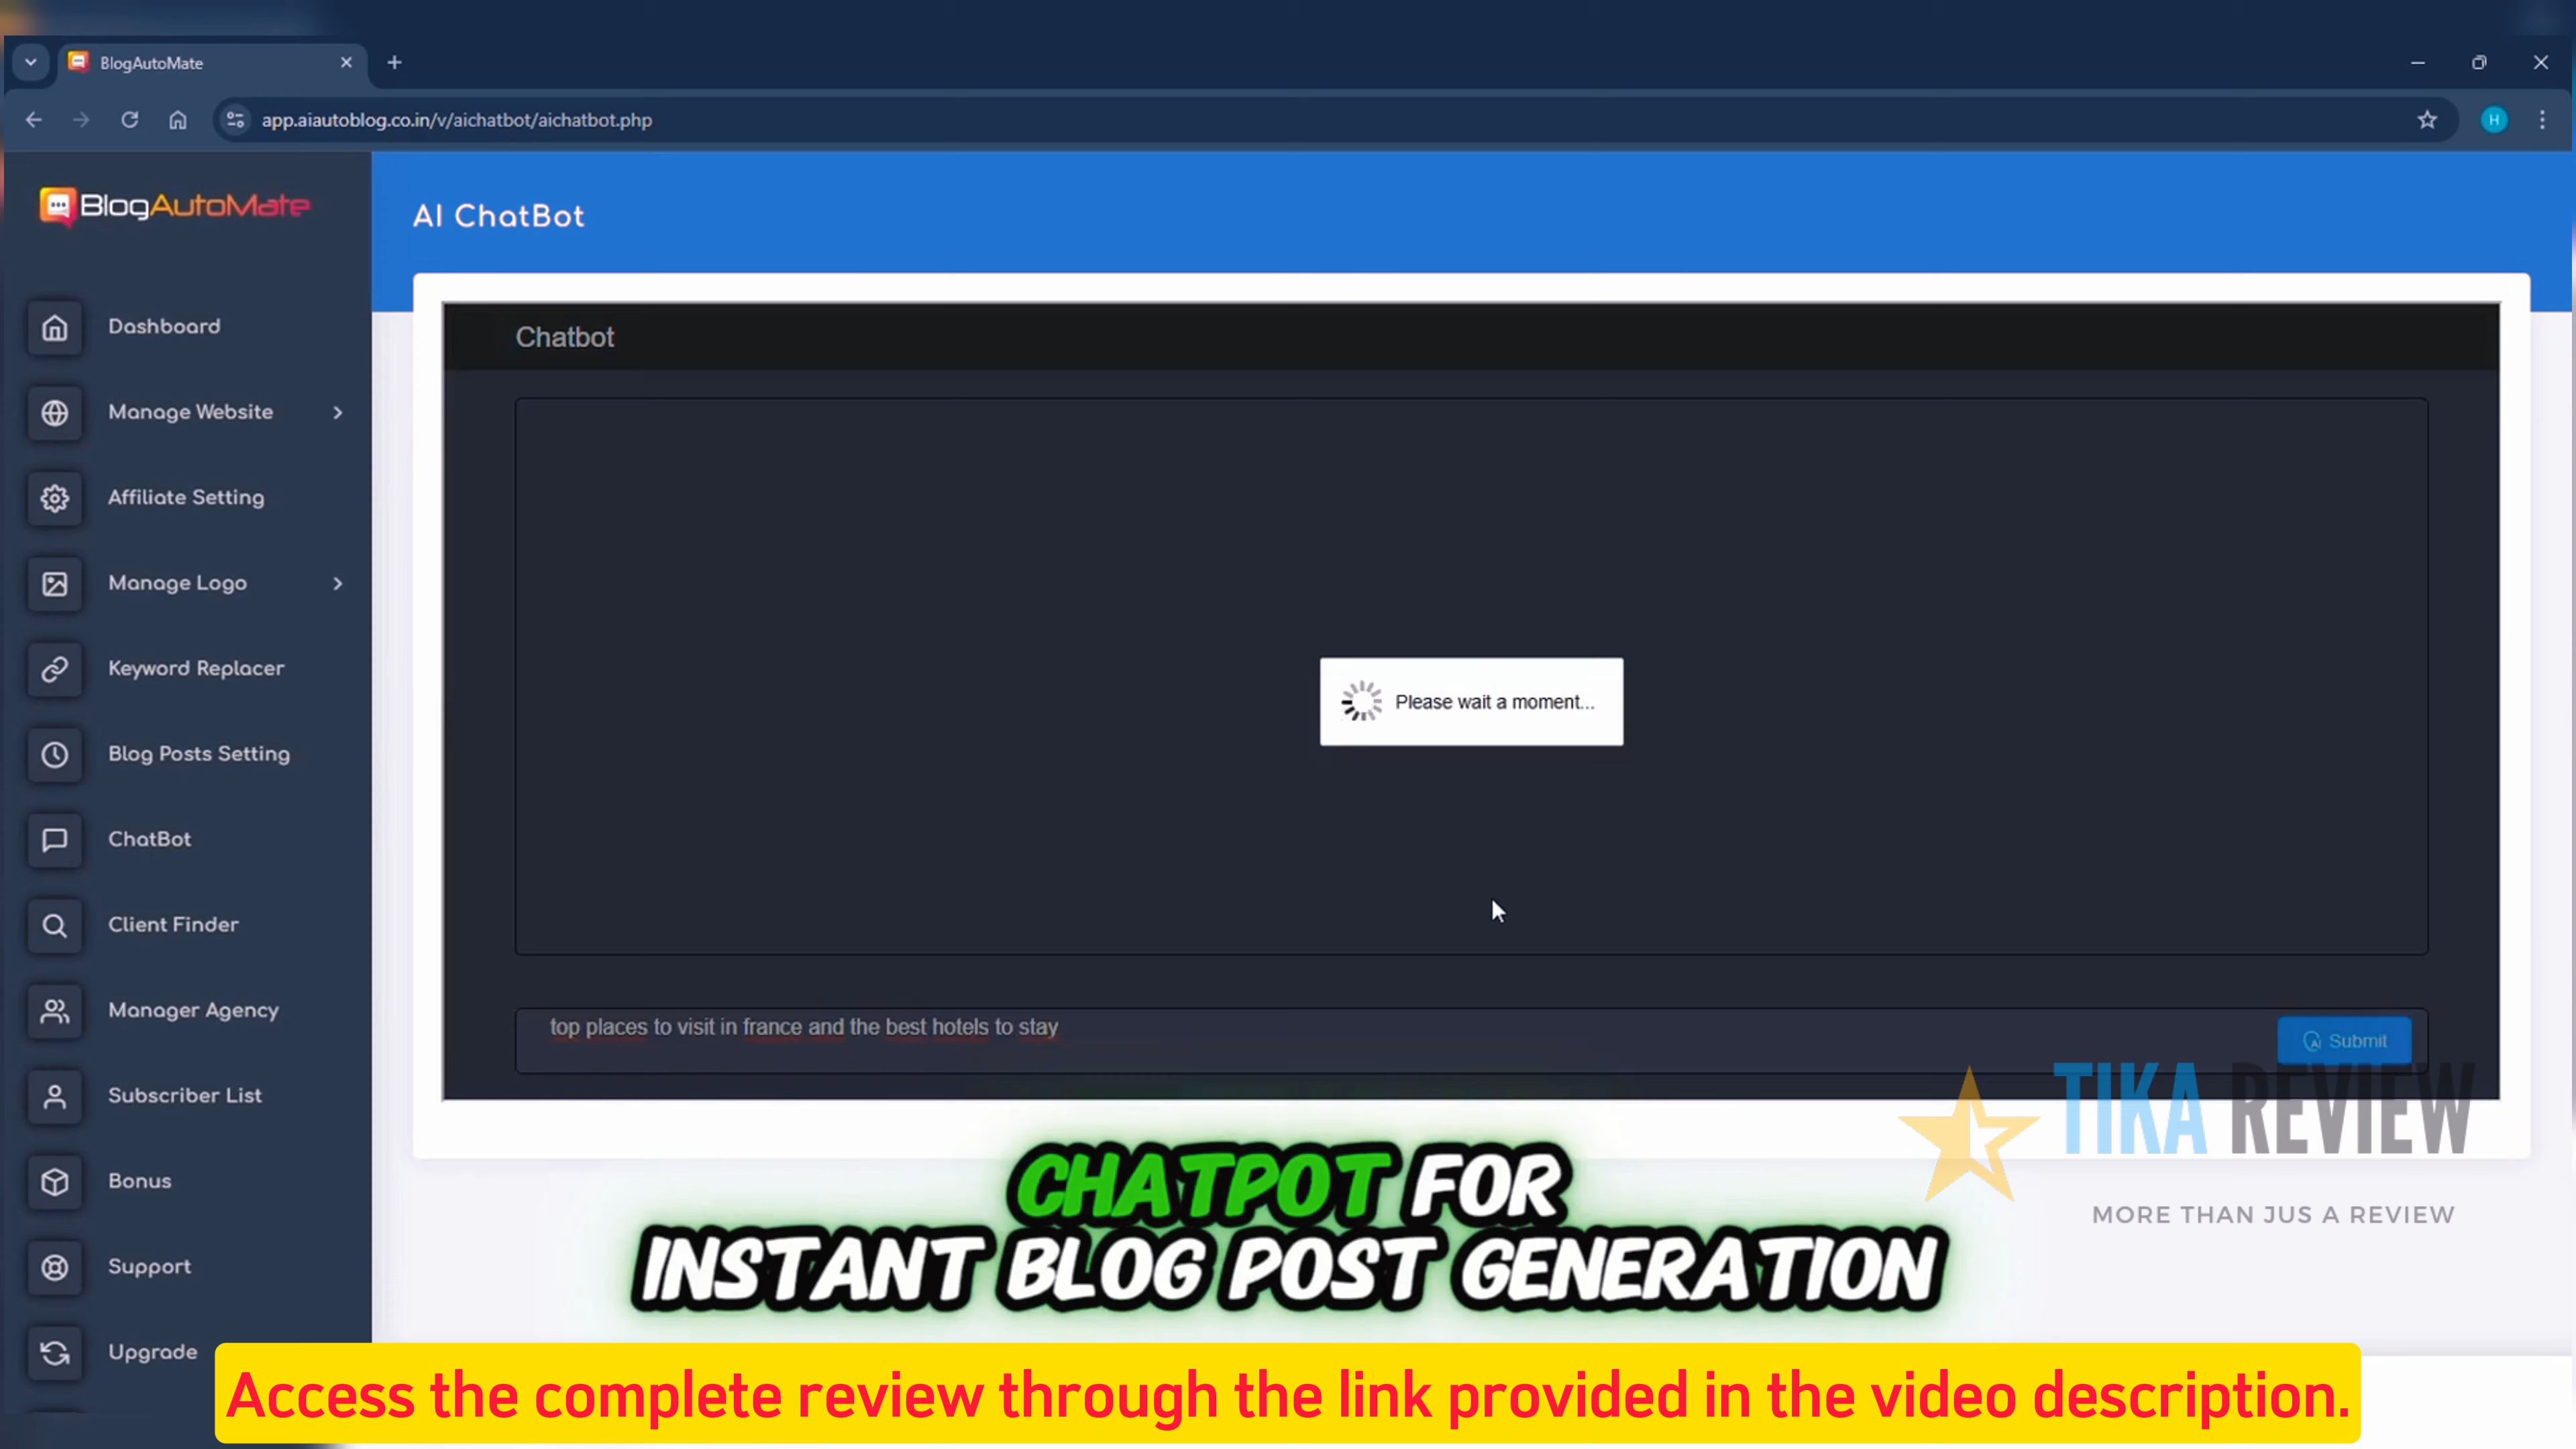 BlogAutoMate
app.aiautoblog.co.in/v/aichatbot/aichatbot.php
H
BlogAutoMate
AI ChatBot
Dashboard
Manage Website
Affiliate Setting
Manage Logo
Keyword Replacer
Blog Posts Setting
ChatBot
Client Finder
Manager Agency
Subscriber List
Bonus
Support
Upgrade
Chatbot
Please wait a moment...
top places to visit in france and the best hotels to stay
Submit
TIKA REVIEW
MORE THAN JUS A REVIEW
CHATPOT FOR
INSTANT BLOG POST GENERATION
Access the complete review through the link provided in the video description.